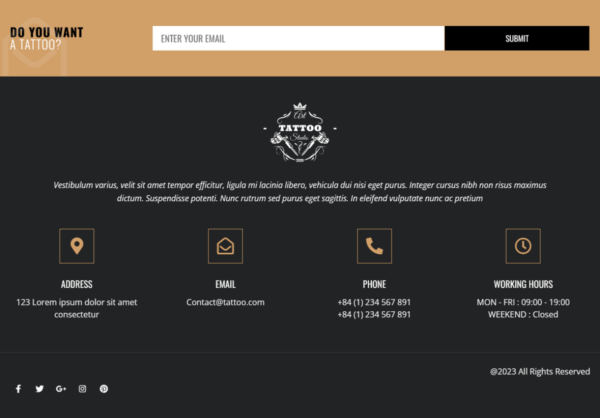 DO YOU WANT
A TATTOO?
ENTER YOUR EMAIL
SUBMIT
Art
TATTOO
Studio
Vestibulum varius, velit sit amet tempor efficitur, ligula mi lacinia libero, vehicula dui nisi eget purus. Integer cursus nibh non risus maximus
dictum. Suspendisse potenti. Nunc rutrum sed purus eget sagittis. In eleifend vulputate nunc ac pretium
ADDRESS
123 Lorem ipsum dolor sit amet
consectetur
EMAIL
Contact@tattoo.com
PHONE
+84 (1) 234 567 891
+84 (1) 234 567 891
WORKING HOURS
MON - FRI : 09:00 - 19:00
WEEKEND : Closed
@2023 All Rights Reserved